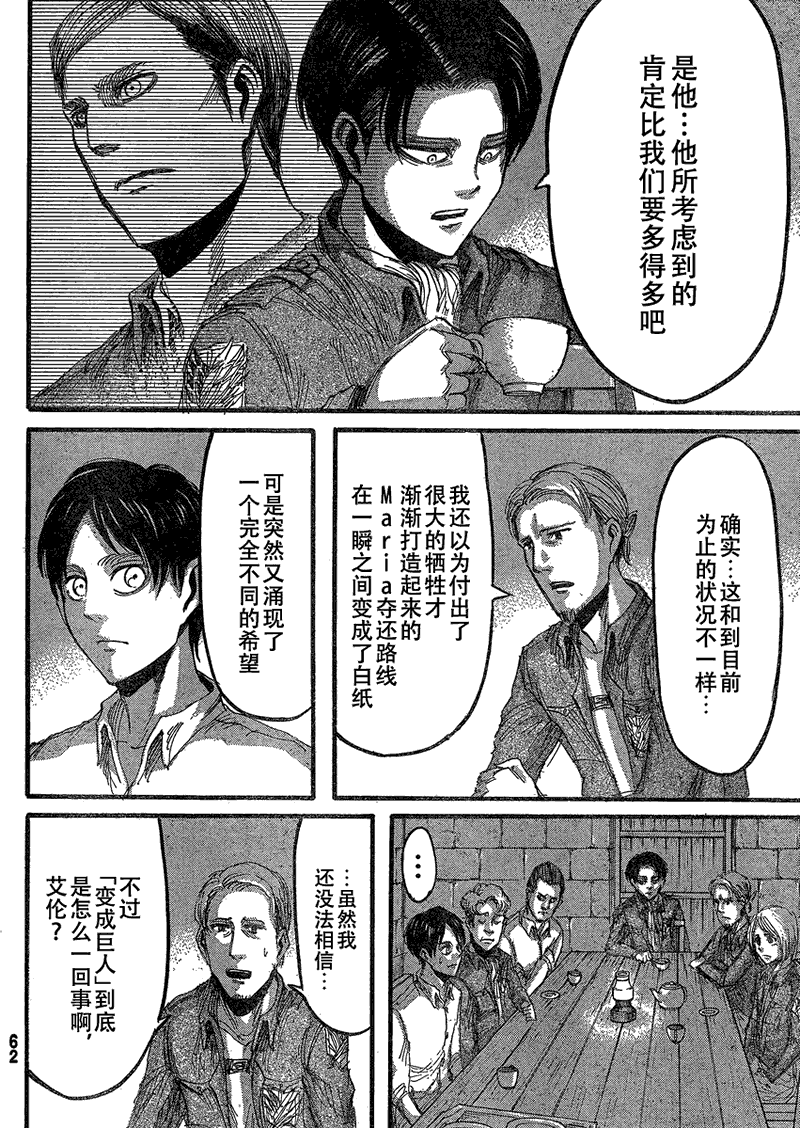 是他…他所考虑到的
肯定比我们要多得多吧
确实…这和到目前
为止的状况不一样…
我还以为付出了
很大的牺牲才
渐渐打造起来的
Maria夺还路线
在一瞬之间变成了白纸
可是突然又涌现了
一个完全不同的希望
…
…虽然我
还没法相信…
不过
「变成巨人」到底
是怎么一回事啊,
艾伦？
62